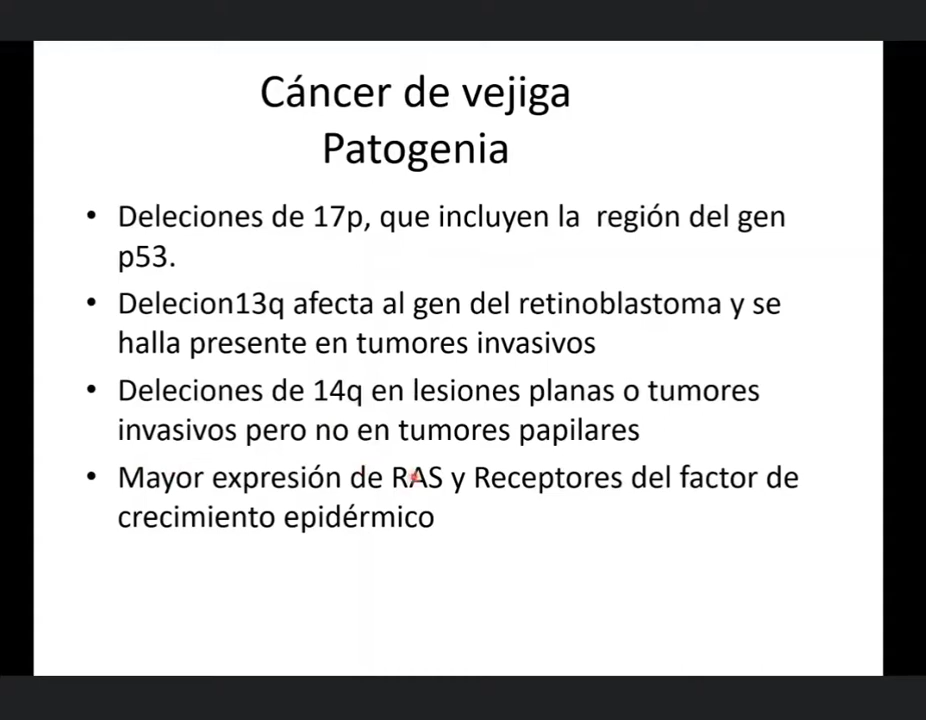 Cáncer de vejiga
Patogenia
• Deleciones de 17p, que incluyen la región del gen
p53.
• Delecion13q afecta al gen del retinoblastoma y se
halla presente en tumores invasivos
• Deleciones de 14q en lesiones planas o tumores
invasivos pero no en tumores papilares
• Mayor expresión de RAS y Receptores del factor de
crecimiento epidérmico